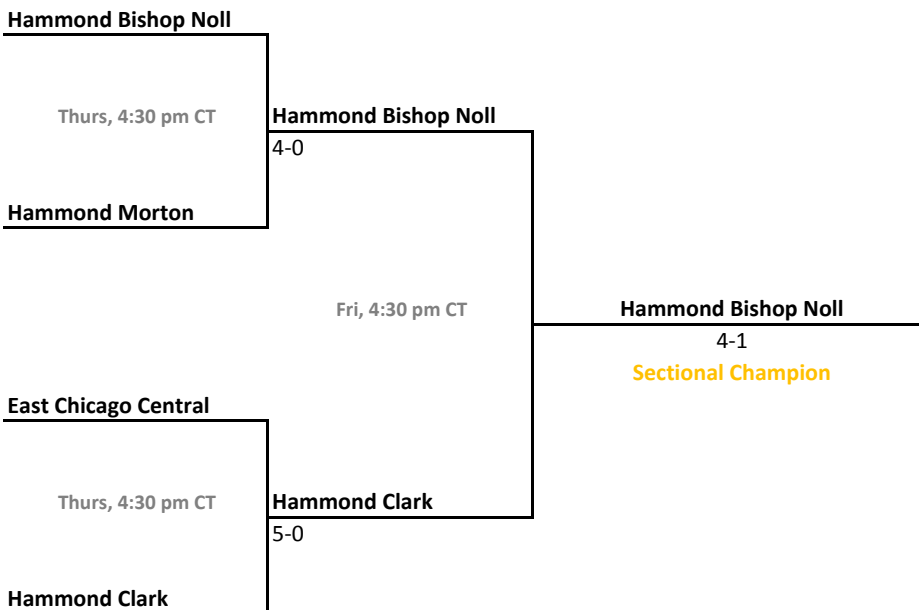 Hammond Bishop Noll
Thurs, 4:30 pm CT
Hammond Bishop Noll
4-0
Hammond Morton
Fri, 4:30 pm CT
Hammond Bishop Noll
4-1
Sectional Champion
East Chicago Central
Thurs, 4:30 pm CT
Hammond Clark
5-0
Hammond Clark